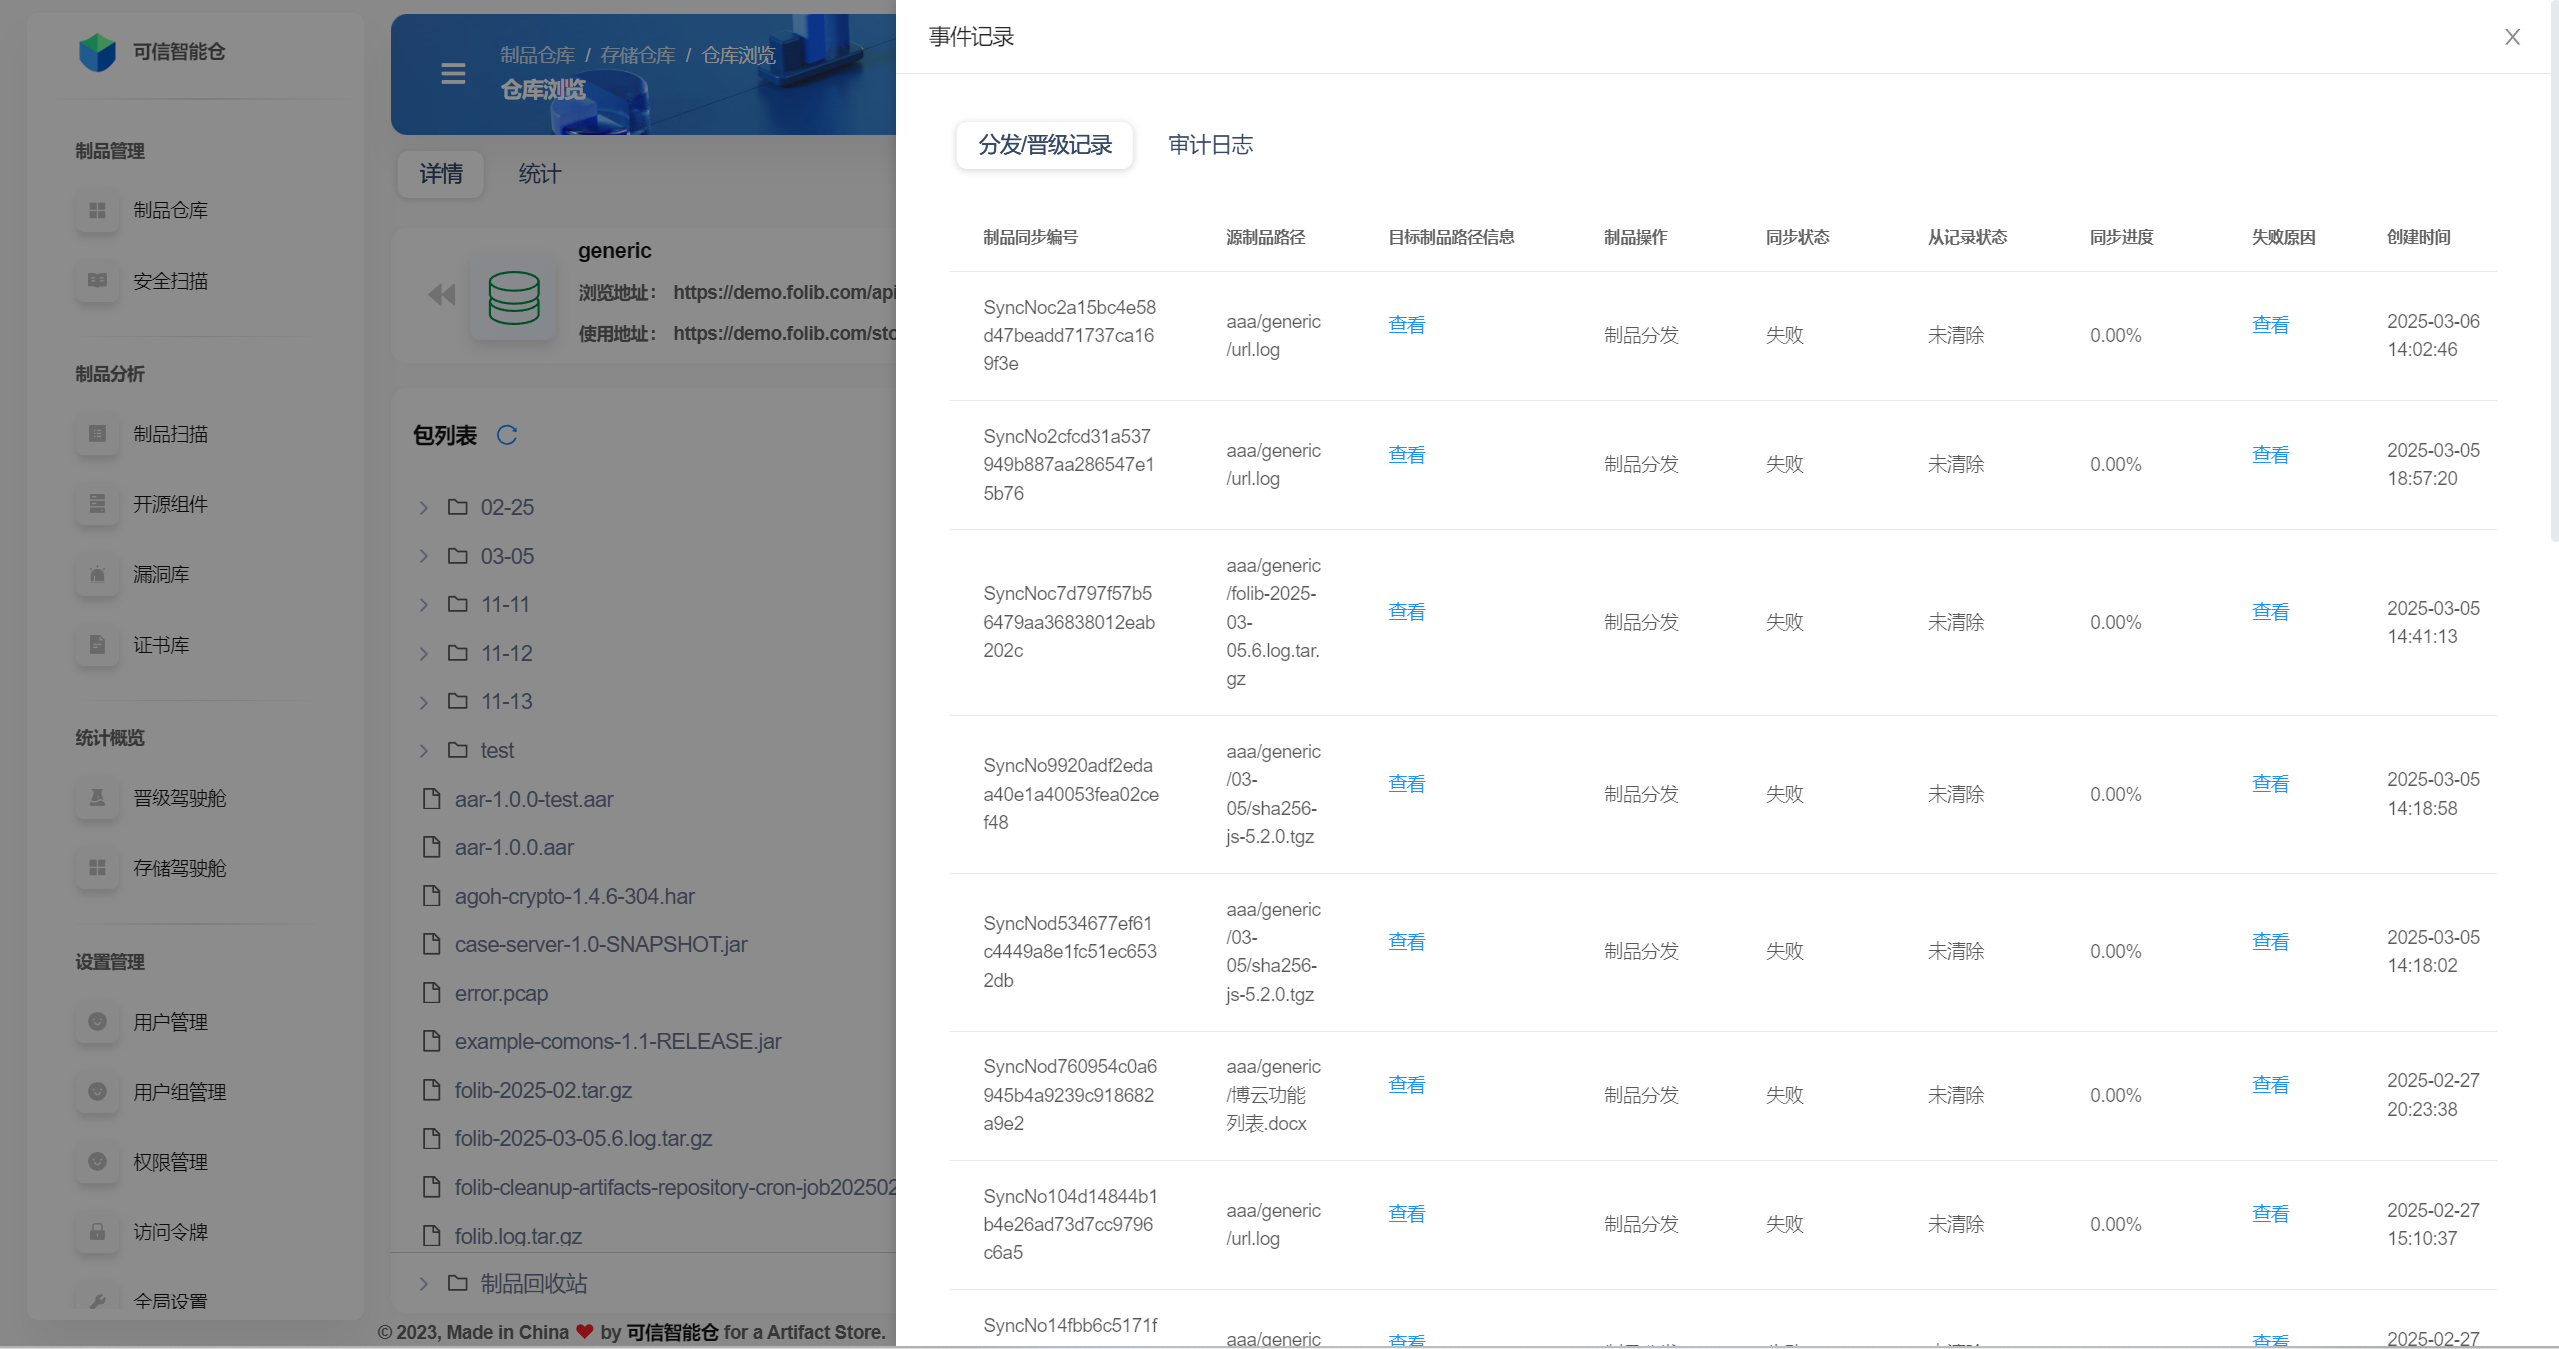 可信智能仓
制品管理
制品仓库
安全扫描
制品分析
制品扫描
开源组件
漏洞库
证书库
统计概览
晋级驾驶舱
存储驾驶舱
设置管理
用户管理
用户组管理
权限管理
访问令牌
全局设置
制品仓库 / 存储仓库 / 仓库浏览
仓库浏览
详情 统计
generic
浏览地址： https://demo.folib.com/api
使用地址： https://demo.folib.com/sto
包列表
02-25
03-05
11-11
11-12
11-13
test
aar-1.0.0-test.aar
aar-1.0.0.aar
agoh-crypto-1.4.6-304.har
case-server-1.0-SNAPSHOT.jar
error.pcap
example-comons-1.1-RELEASE.jar
folib-2025-02.tar.gz
folib-2025-03-05.6.log.tar.gz
folib-cleanup-artifacts-repository-cron-job202502
folib.log.tar.gz
制品回收站
© 2023, Made in China ❤ by 可信智能仓 for a Artifact Store.
事件记录
分发/晋级记录 审计日志
制品同步编号 源制品路径 目标制品路径信息 制品操作 同步状态 从记录状态 同步进度 失败原因 创建时间
SyncNoc2a15bc4e58
d47beadd71737ca16
9f3e
aaa/generic
/url.log
查看 制品分发 失败 未清除 0.00% 查看
2025-03-06
14:02:46
SyncNo2cfcd31a537
949b887aa286547e1
5b76
aaa/generic
/url.log
查看 制品分发 失败 未清除 0.00% 查看
2025-03-05
18:57:20
SyncNoc7d797f57b5
6479aa36838012eab
202c
aaa/generic
/folib-2025-
03-
05.6.log.tar.
gz
查看 制品分发 失败 未清除 0.00% 查看
2025-03-05
14:41:13
SyncNo9920adf2eda
a40e1a40053fea02ce
f48
aaa/generic
/03-
05/sha256-
js-5.2.0.tgz
查看 制品分发 失败 未清除 0.00% 查看
2025-03-05
14:18:58
SyncNod534677ef61
c4449a8e1fc51ec653
2db
aaa/generic
/03-
05/sha256-
js-5.2.0.tgz
查看 制品分发 失败 未清除 0.00% 查看
2025-03-05
14:18:02
SyncNod760954c0a6
945b4a9239c918682
a9e2
aaa/generic
/博云功能
列表.docx
查看 制品分发 失败 未清除 0.00% 查看
2025-02-27
20:23:38
SyncNo104d14844b1
b4e26ad73d7cc9796
c6a5
aaa/generic
/url.log
查看 制品分发 失败 未清除 0.00% 查看
2025-02-27
15:10:37
SyncNo14fbb6c5171f
aaa/generic
查看 查看
2025-02-27